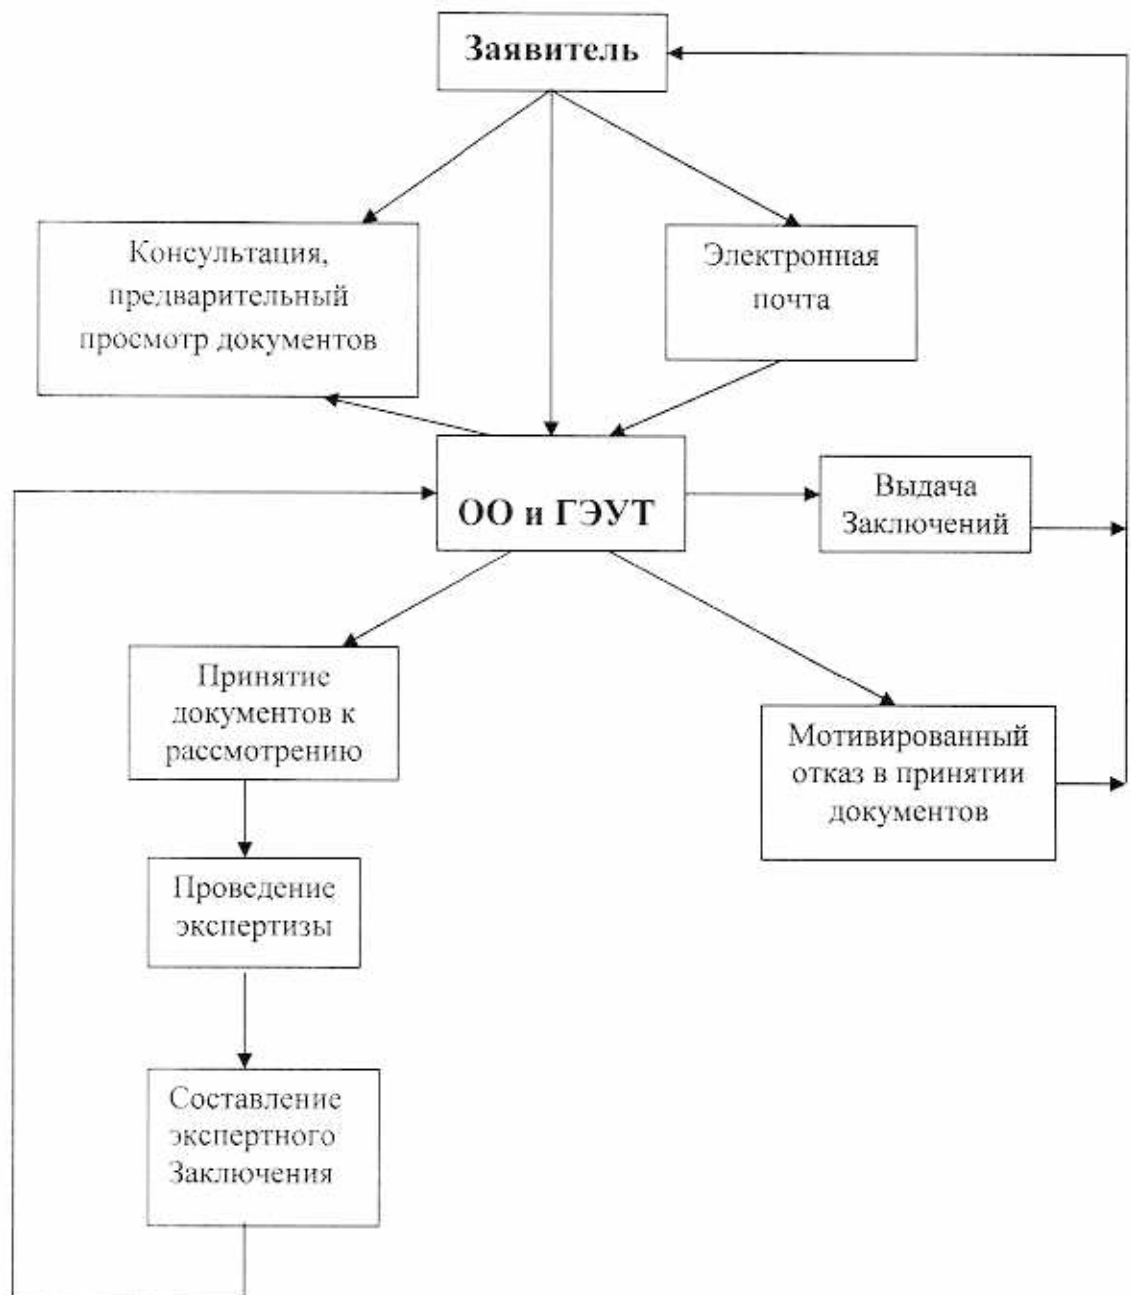 Заявитель
Консультация,
предварительный
просмотр документов
Электронная
почта
ОО и ГЭУТ
Выдача
Заключений
Принятие
документов к
рассмотрению
Мотивированный
отказ в принятии
документов
Проведение
экспертизы
Составление
экспертного
Заключения